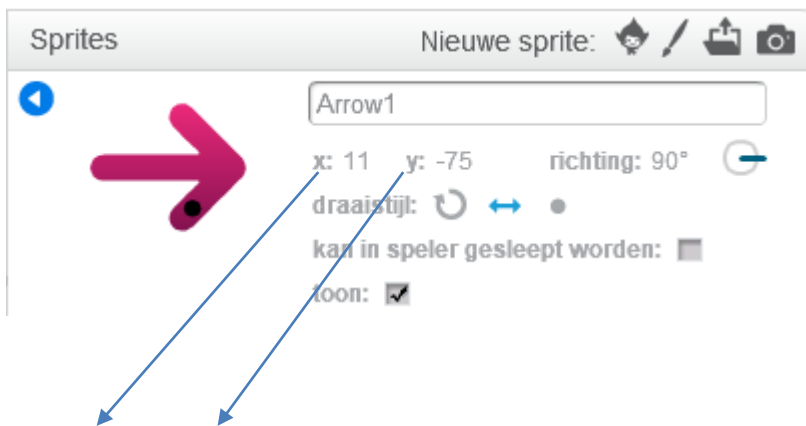 Sprites Nieuwe sprite:
Arrow1
x: 11 y: -75 richting: 90°
draaistijl:
kan in speler gesleept worden:
toon: